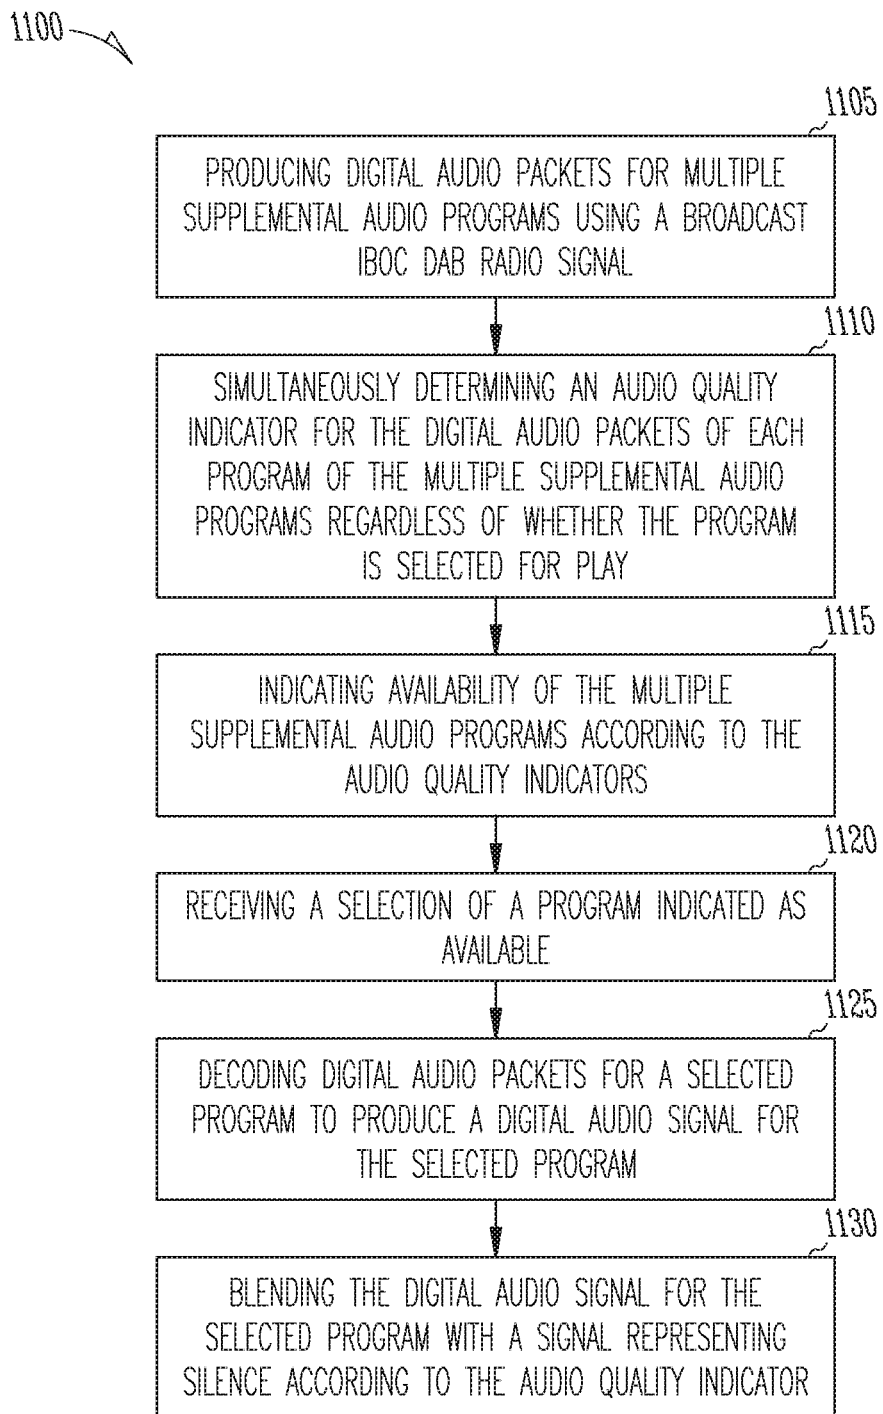 1100
1105
PRODUCING DIGITAL AUDIO PACKETS FOR MULTIPLE
SUPPLEMENTAL AUDIO PROGRAMS USING A BROADCAST
IBOC DAB RADIO SIGNAL
1110
SIMULTANEOUSLY DETERMINING AN AUDIO QUALITY
INDICATOR FOR THE DIGITAL AUDIO PACKETS OF EACH
PROGRAM OF THE MULTIPLE SUPPLEMENTAL AUDIO
PROGRAMS REGARDLESS OF WHETHER THE PROGRAM
IS SELECTED FOR PLAY
1115
INDICATING AVAILABILITY OF THE MULTIPLE
SUPPLEMENTAL AUDIO PROGRAMS ACCORDING TO THE
AUDIO QUALITY INDICATORS
1120
RECEIVING A SELECTION OF A PROGRAM INDICATED AS
AVAILABLE
1125
DECODING DIGITAL AUDIO PACKETS FOR A SELECTED
PROGRAM TO PRODUCE A DIGITAL AUDIO SIGNAL FOR
THE SELECTED PROGRAM
1130
BLENDING THE DIGITAL AUDIO SIGNAL FOR THE
SELECTED PROGRAM WITH A SIGNAL REPRESENTING
SILENCE ACCORDING TO THE AUDIO QUALITY INDICATOR